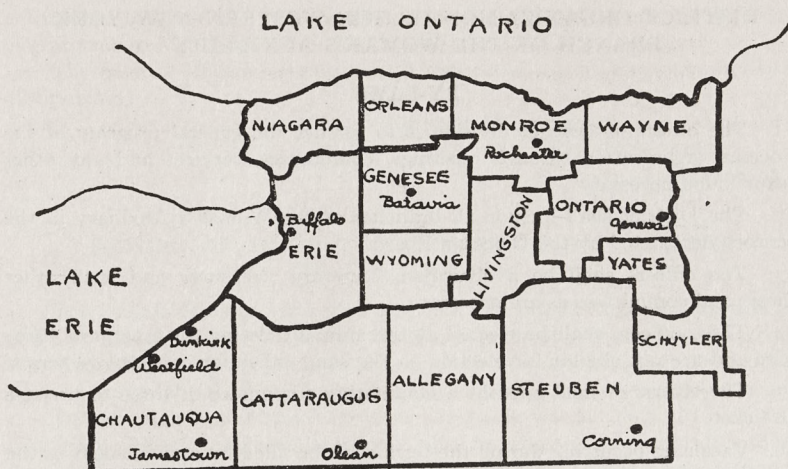 LAKE ONTARIO
NIAGARA
ORLEANS
MONROE
Rochester
WAYNE
GENESEE
Batavia
ONTARIO
Geneva
Buffalo
ERIE
WYOMING
LIVINGSTON
YATES
LAKE
ERIE
Dunkirk
Westfield
SCHUYLER
CHAUTAUQUA
Jamestown
CATTARAUGUS
Olean
ALLEGANY
STEUBEN
Corning